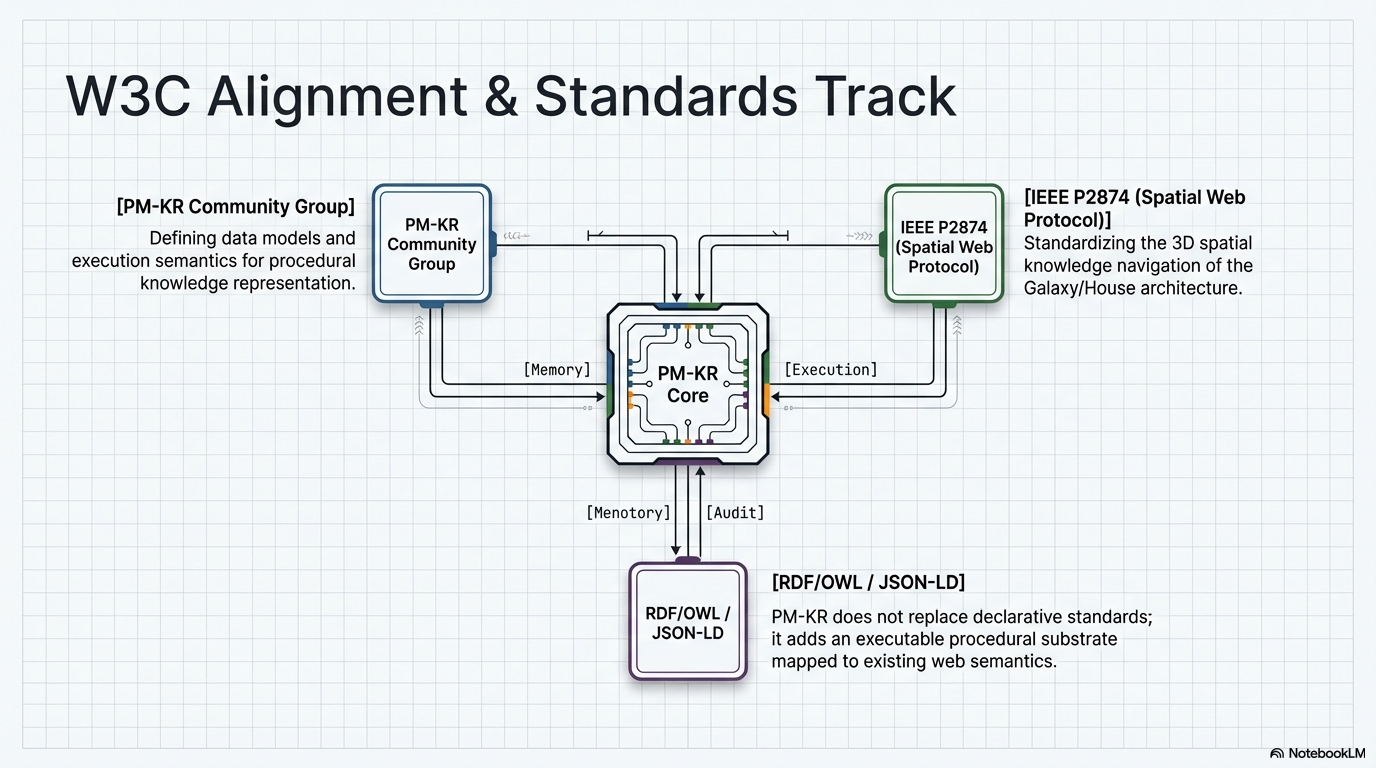 W3C Alignment & Standards Track
[PM-KR Community Group]
Defining data models and
execution semantics for procedural
knowledge representation.
PM-KR
Community
Group
IEEE P2874
(Spatial Web
Protocol)
[IEEE P2874 (Spatial Web
Protocol)]
Standardizing the 3D spatial
knowledge navigation of the
Galaxy/House architecture.
[Memory]
PM-KR
Core
[Execution]
[Menotory]
[Audit]
RDF/OWL /
JSON-LD
[RDF/OWL / JSON-LD]
PM-KR does not replace declarative standards;
it adds an executable procedural substrate
mapped to existing web semantics.
NotebookLM